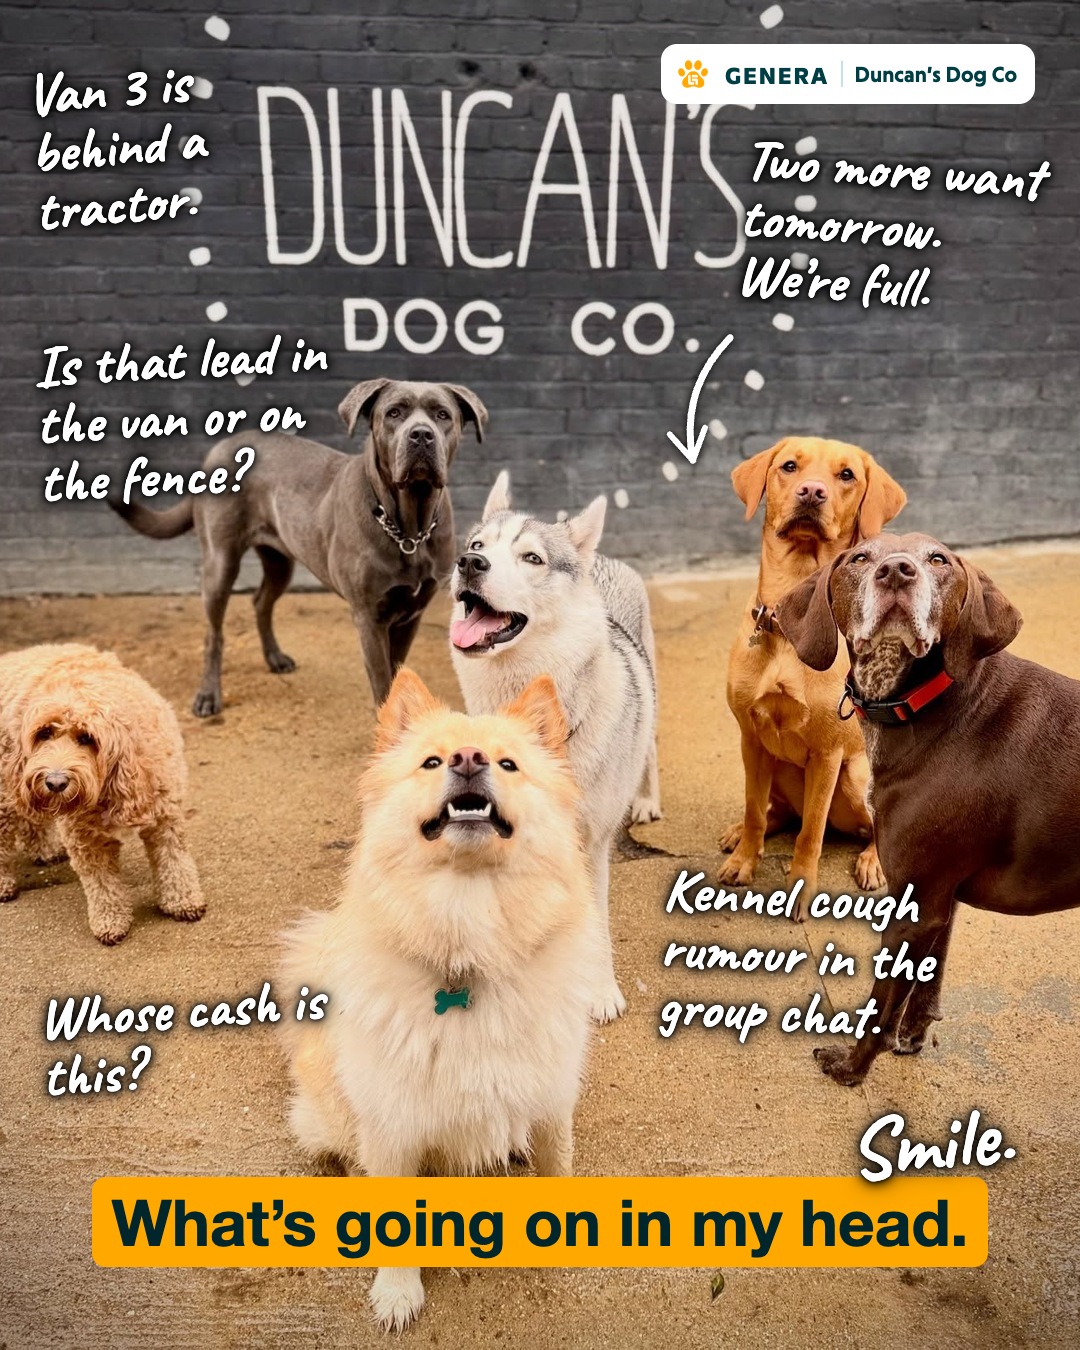 GENERA | Duncan's Dog Co
Van 3 is
behind a
tractor.
DUNCAN'S
DOG CO.
Two more want
tomorrow.
We're full.
Is that lead in
the van or on
the fence?
Kennel cough
rumour in the
group chat.
Whose cash is
this?
Smile.
What's going on in my head.